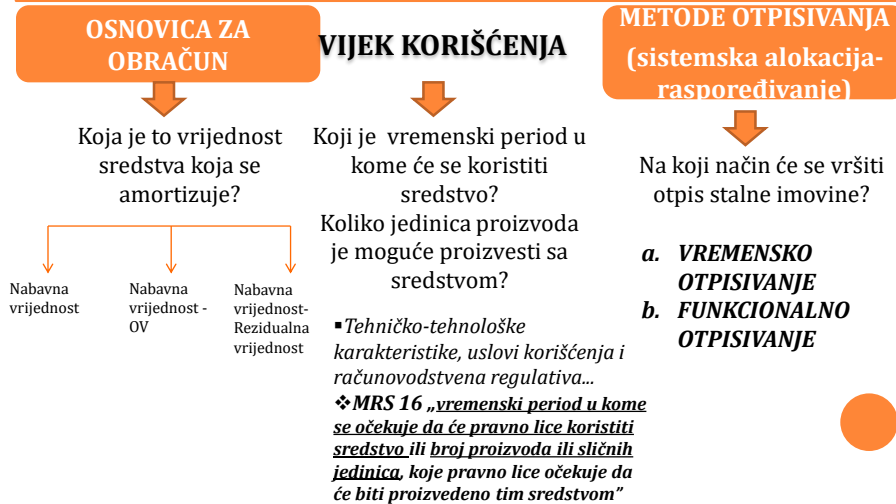 OSNOVICA ZA
OBRAČUN
Koja je to vrijednost
sredstva koja se
amortizuje?
Nabavna
vrijednost
Nabavna
vrijednost -
OV
Nabavna
vrijednost-
Rezidualna
vrijednost
VIJEK KORIŠĆENJA
Koji je vremenski period u
kome će se koristiti
sredstvo?
Koliko jedinica proizvoda
je moguće proizvesti sa
sredstvom?
▪Tehničko-tehnološke
karakteristike, uslovi korišćenja i
računovodstvena regulativa...
❖MRS 16 „vremenski period u kome
se očekuje da će pravno lice koristiti
sredstvo ili broj proizvoda ili sličnih
jedinica, koje pravno lice očekuje da
će biti proizvedeno tim sredstvom”
METODE OTPISIVANJA
(sistemska alokacija-
raspoređivanje)
Na koji način će se vršiti
otpis stalne imovine?
a. VREMENSKO
OTPISIVANJE
b. FUNKCIONALNO
OTPISIVANJE